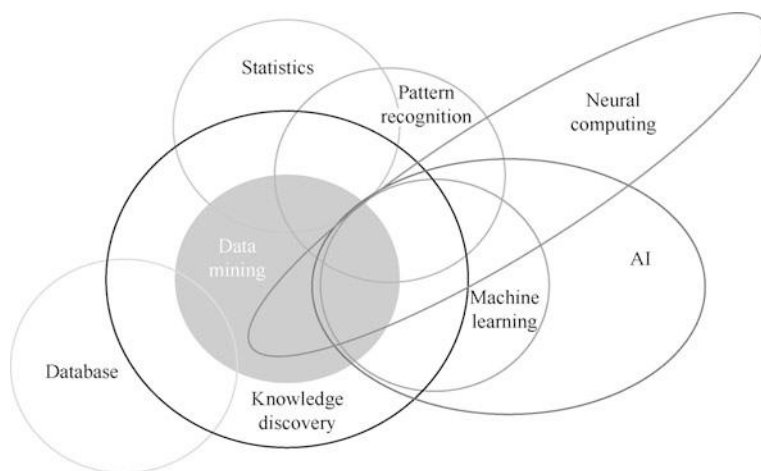 Statistics
Pattern
recognition
Neural
computing
Data
mining
AI
Machine
learning
Database
Knowledge
discovery